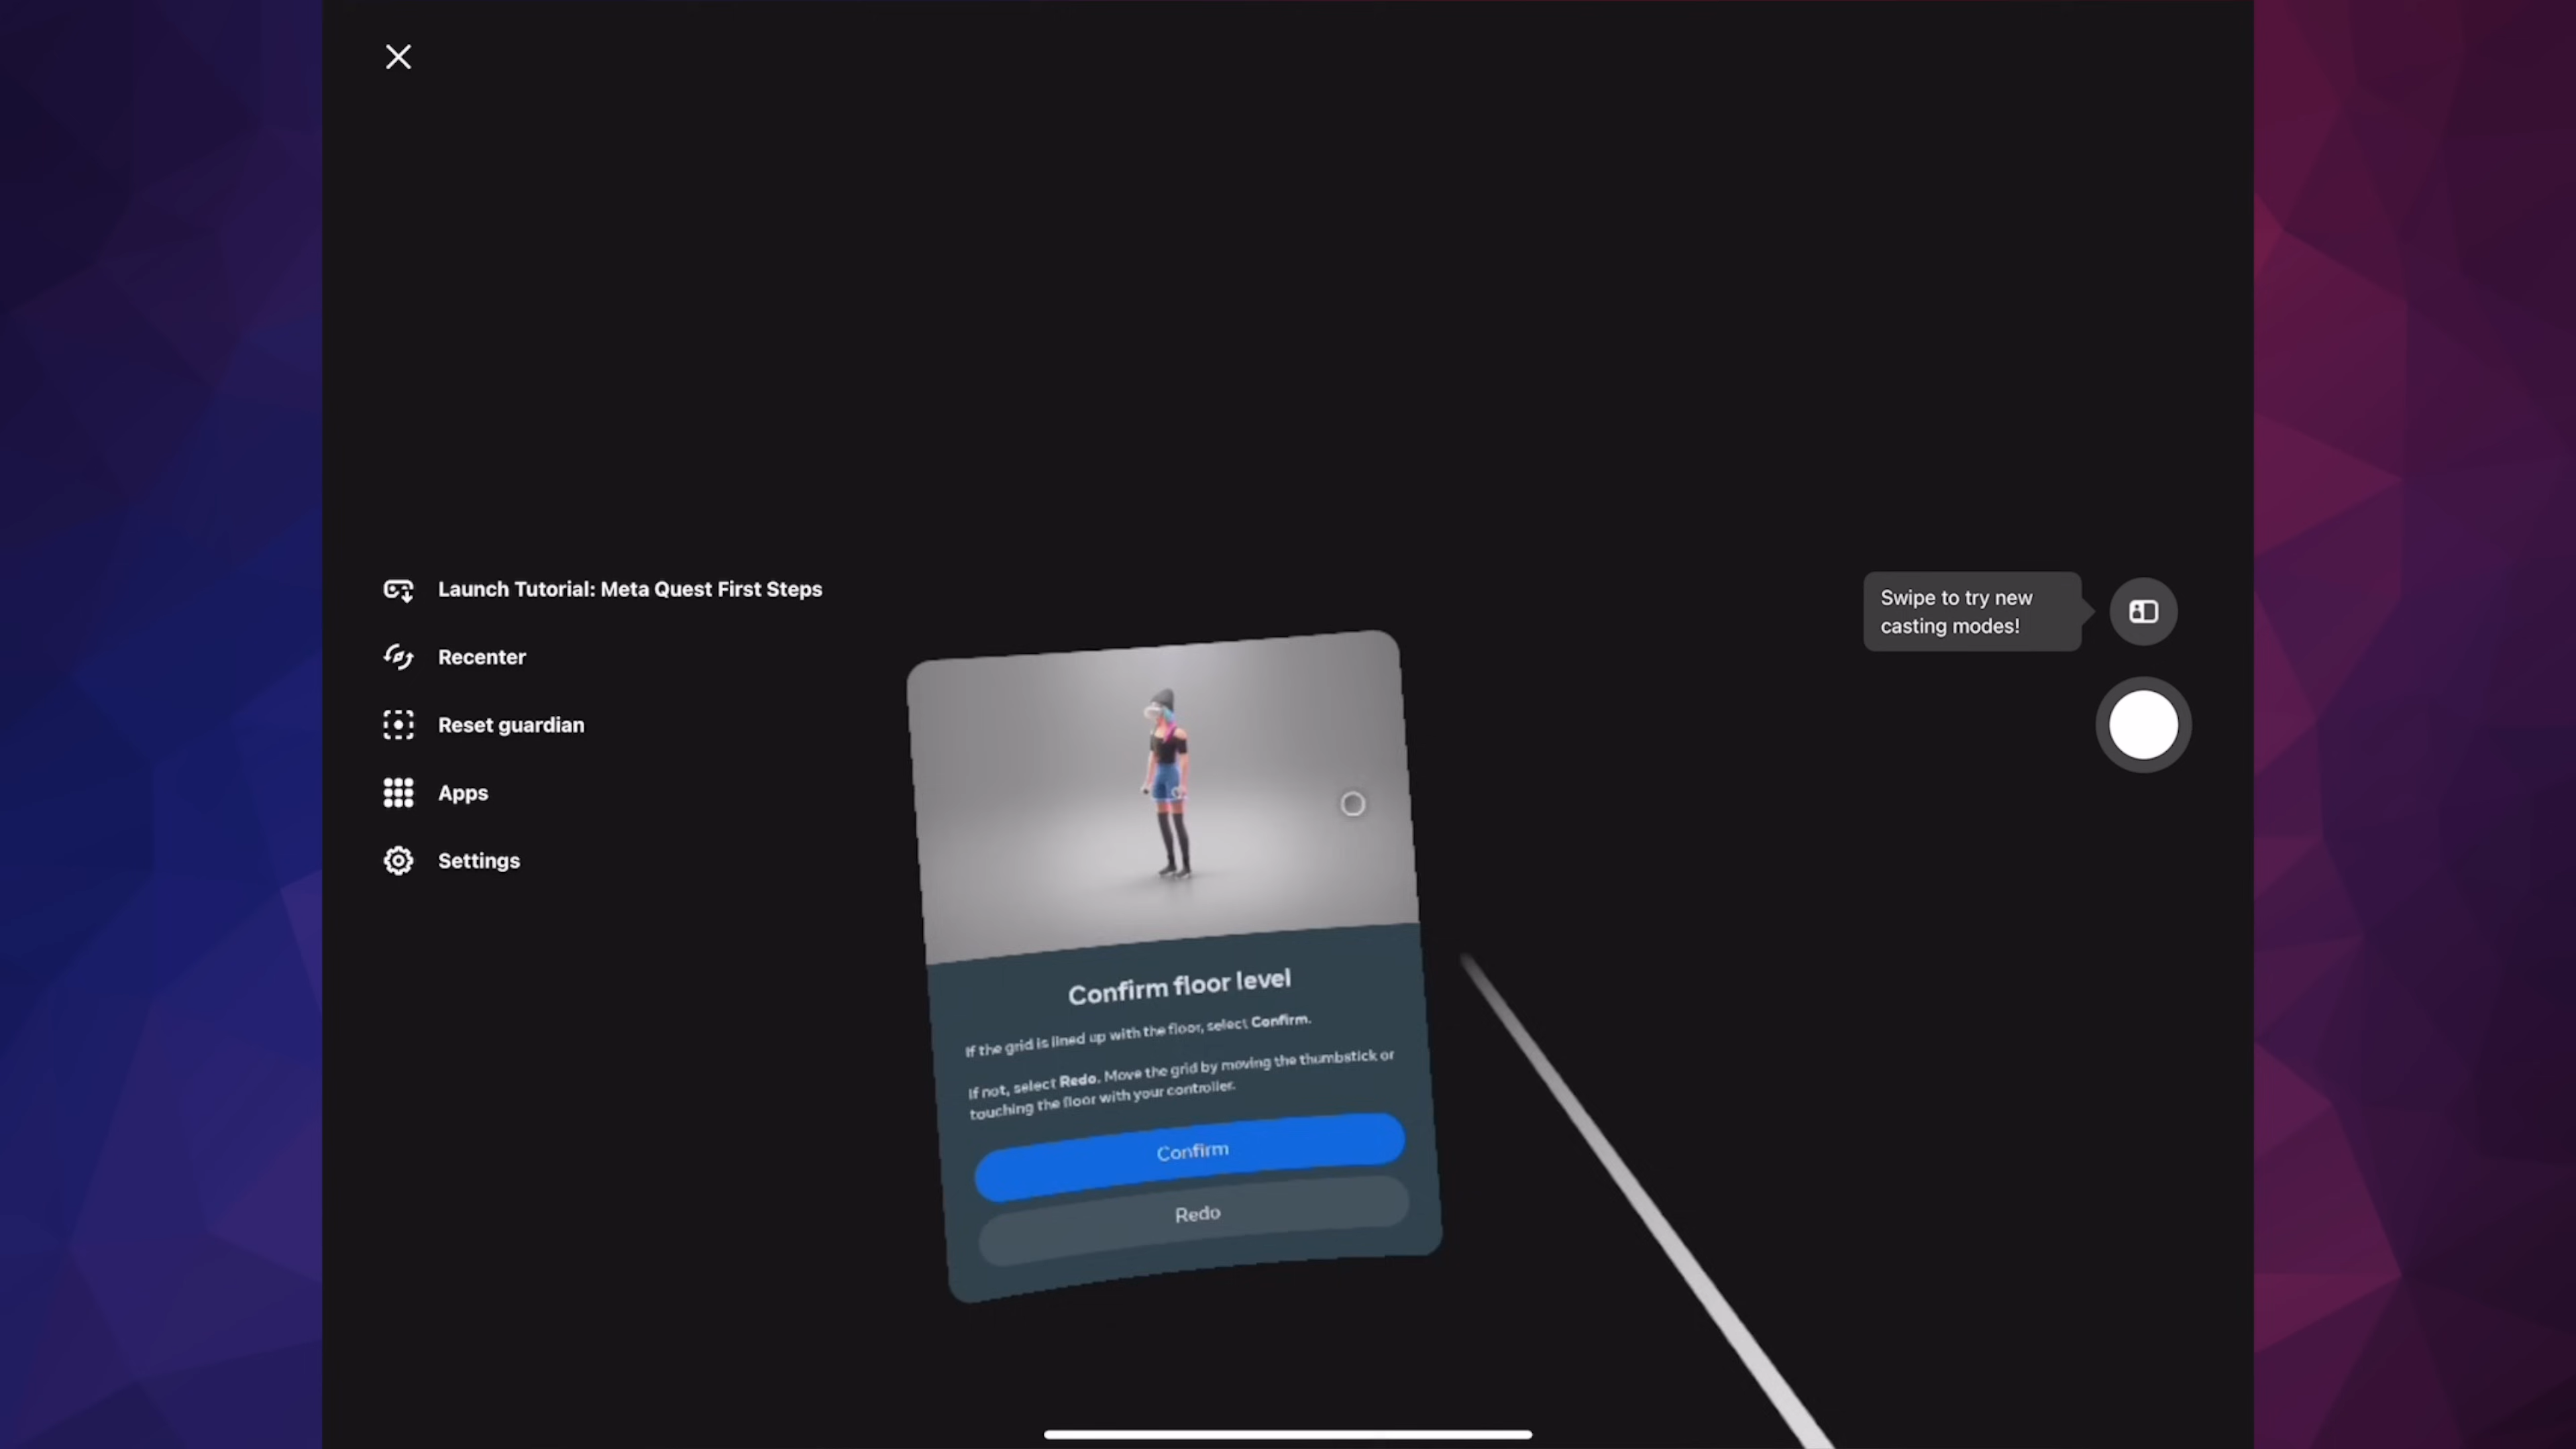 Launch Tutorial: Meta Quest First Steps
Recenter
Reset guardian
Apps
Settings
Swipe to try new
casting modes!
Confirm floor level
If the grid is lined up with the floor, select Confirm.
If not, select Redo. Move the grid by moving the thumbstick or
touching the floor with your controller.
Confirm
Redo